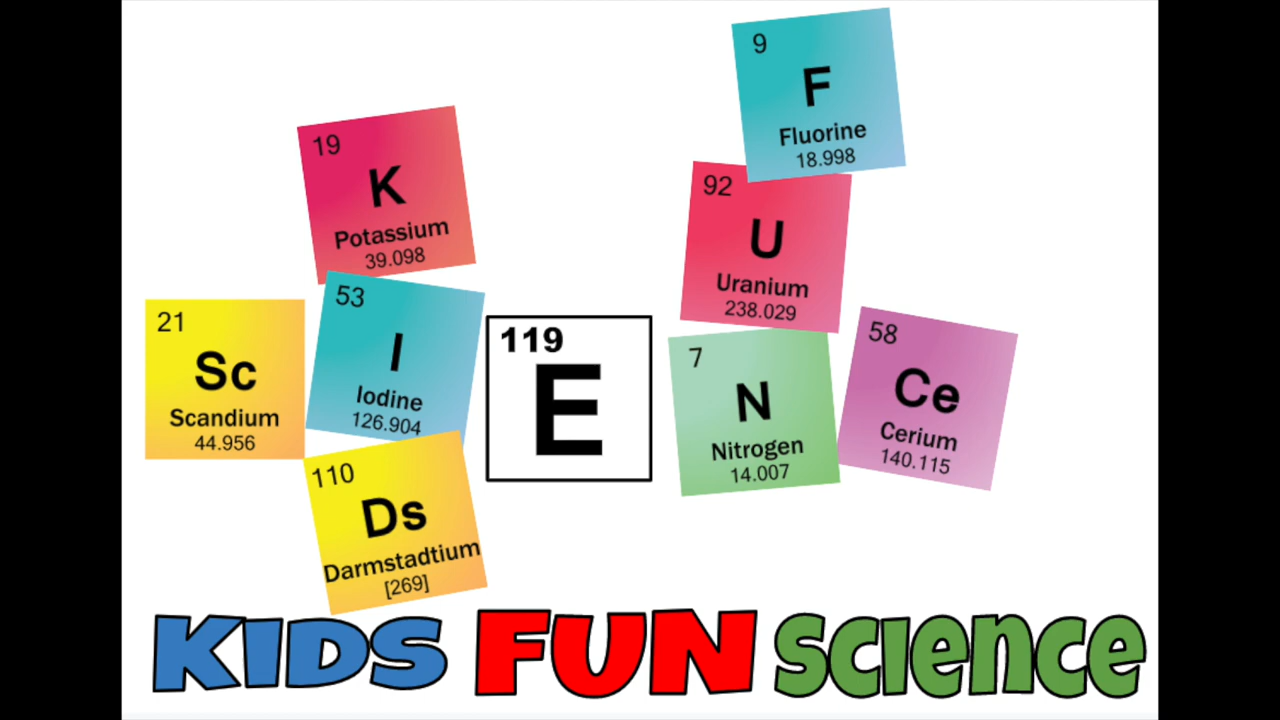 9
F
Fluorine
18.998
19
K
Potassium
39.098
92
U
Uranium
238.029
21
Sc
Scandium
44.956
53
I
Iodine
126.904
119
E
7
N
Nitrogen
14.007
58
Ce
Cerium
140.115
110
Ds
Darmstadtium
[269]
KIDS FUN SCIENCE